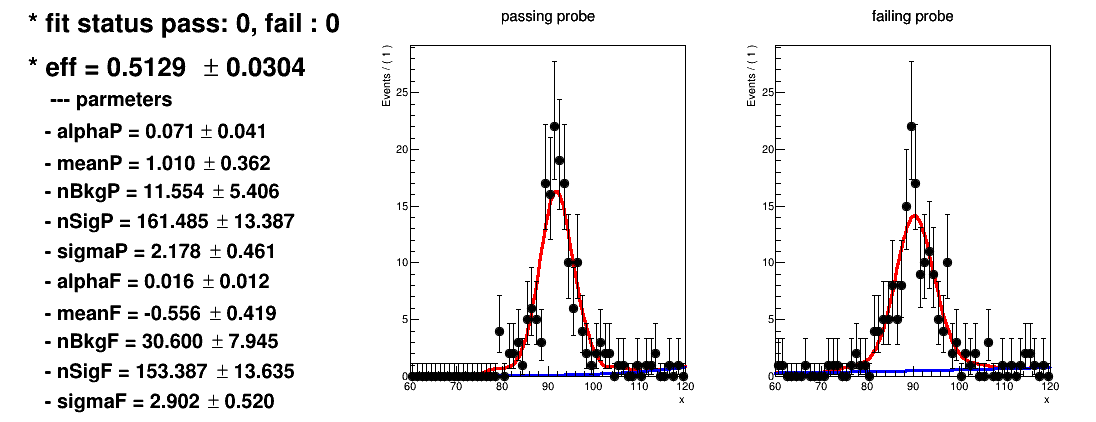 * fit status pass: 0, fail : 0
* eff = 0.5129 ± 0.0304
--- parmeters
- alphaP = 0.071 ± 0.041
- meanP = 1.010 ± 0.362
- nBkgP = 11.554 ± 5.406
- nSigP = 161.485 ± 13.387
- sigmaP = 2.178 ± 0.461
- alphaF = 0.016 ± 0.012
- meanF = -0.556 ± 0.419
- nBkgF = 30.600 ± 7.945
- nSigF = 153.387 ± 13.635
- sigmaF = 2.902 ± 0.520
passing probe
Events / ( 1 )
25
20
15
10
5
0
60 70 80 90 100 110 120
x
failing probe
Events / ( 1 )
25
20
15
10
5
0
60 70 80 90 100 110 120
x